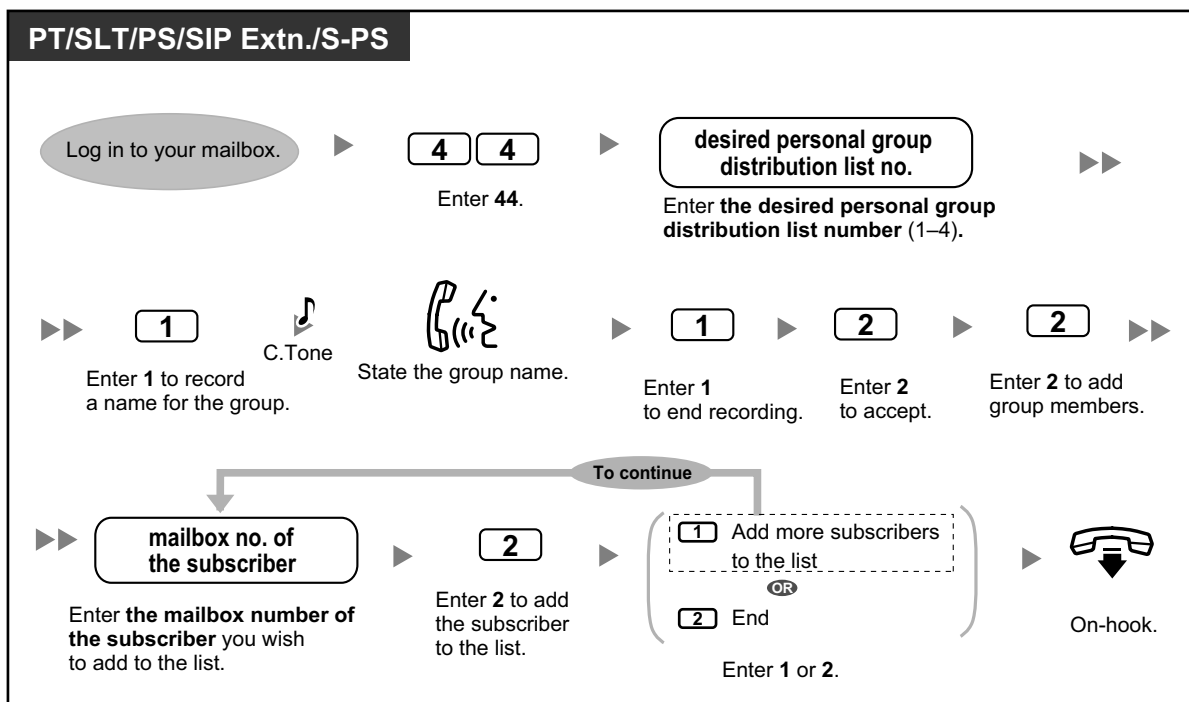 PT/SLT/PS/SIP Extn./S-PS
Log in to your mailbox.
4 4
Enter 44.
desired personal group
distribution list no.
Enter the desired personal group
distribution list number (1–4).
1
Enter 1 to record
a name for the group.
C.Tone
State the group name.
1
Enter 1
to end recording.
2
Enter 2
to accept.
2
Enter 2 to add
group members.
To continue
mailbox no. of
the subscriber
Enter the mailbox number of
the subscriber you wish
to add to the list.
2
Enter 2 to add
the subscriber
to the list.
1 Add more subscribers
to the list
OR
2 End
Enter 1 or 2.
On-hook.